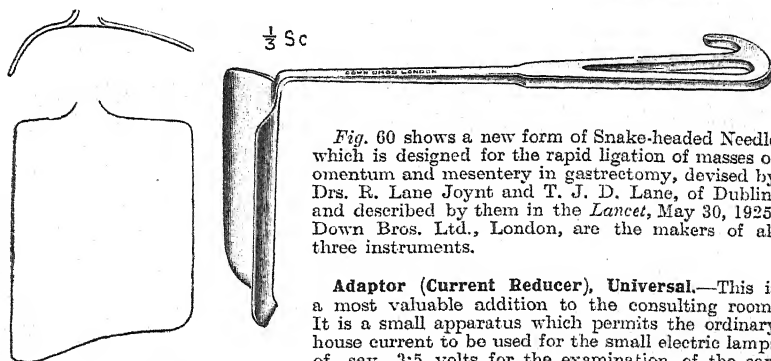 1/3 Sc
DOWN BROS LONDON
Fig. 60 shows a new form of Snake-headed Needle
which is designed for the rapid ligation of masses of
omentum and mesentery in gastrectomy, devised by
Drs. R. Lane Joynt and T. J. D. Lane, of Dublin
and described by them in the Lancet, May 30, 1925
Down Bros. Ltd., London, are the makers of al
three instruments.
Adaptor (Current Reducer), Universal.—This i
a most valuable addition to the consulting room
It is a small apparatus which permits the ordinary
house current to be used for the small electric lamp
of, say, 2·5 volts for the examination of the